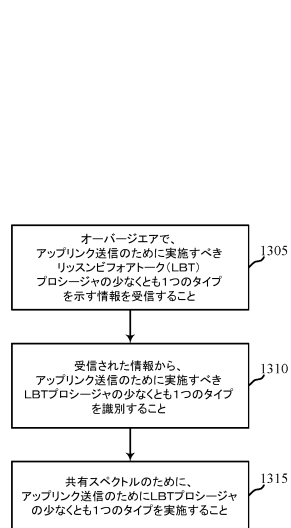 オーバージエアで、
アップリンク送信のために実施すべき
リッスンビフォアトーク(LBT)
プロシージャの少なくとも1つのタイプ
を示す情報を受信すること
1305
受信された情報から、
アップリンク送信のために実施すべき
LBTプロシージャの少なくとも1つのタイプ
を識別すること
1310
共有スペクトルのために、
アップリンク送信のためにLBTプロシージャ
の少なくとも1つのタイプを実施すること
1315